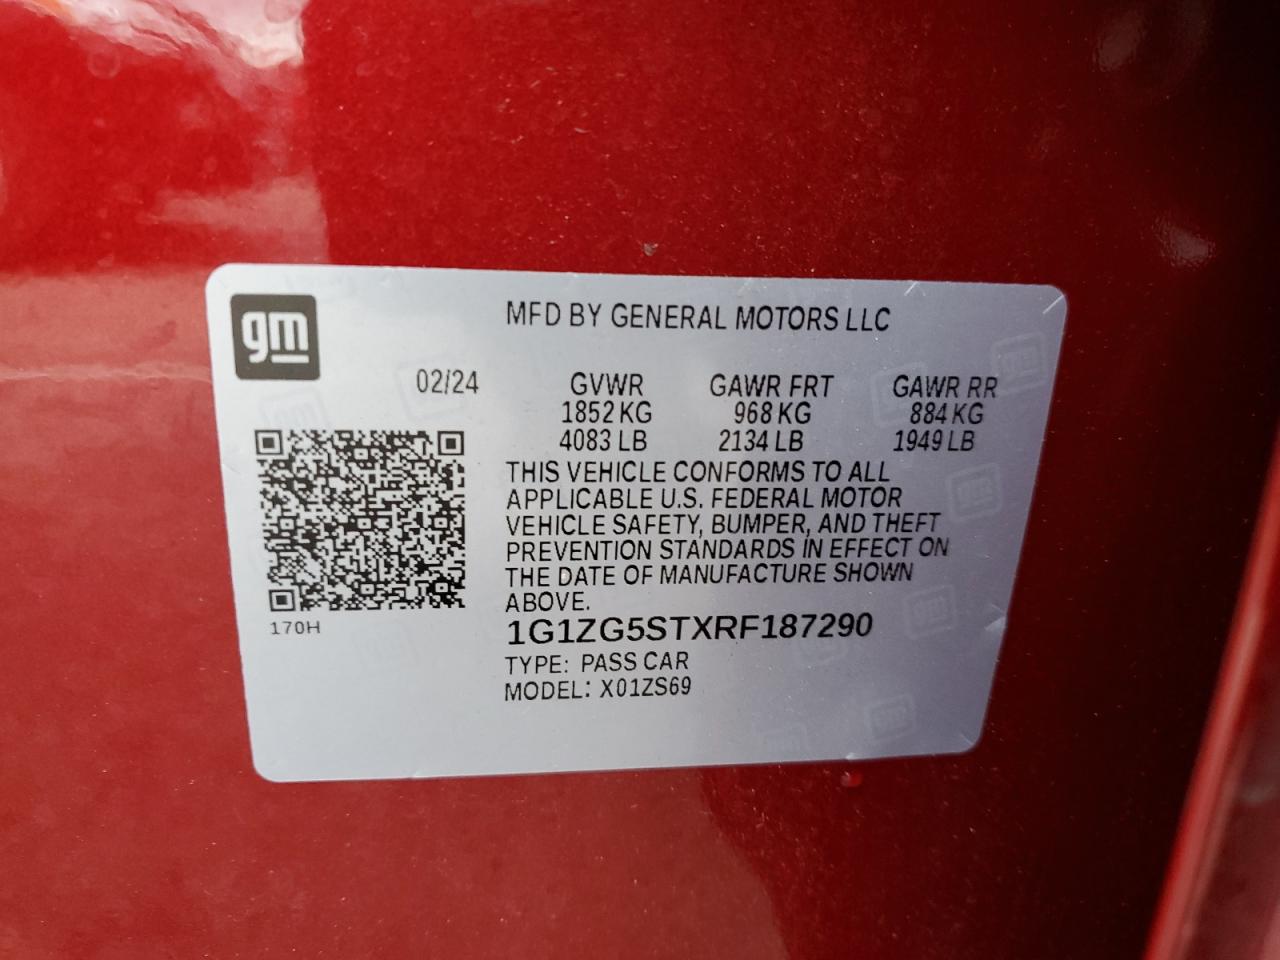 gm
MFD BY GENERAL MOTORS LLC
02/24 GVWR GAWR FRT GAWR RR
1852 KG 968 KG 884 KG
4083 LB 2134 LB 1949 LB
THIS VEHICLE CONFORMS TO ALL
APPLICABLE U.S. FEDERAL MOTOR
VEHICLE SAFETY, BUMPER, AND THEFT
PREVENTION STANDARDS IN EFFECT ON
THE DATE OF MANUFACTURE SHOWN
ABOVE.
170H
1G1ZG5STXRF187290
TYPE: PASS CAR
MODEL: X01ZS69